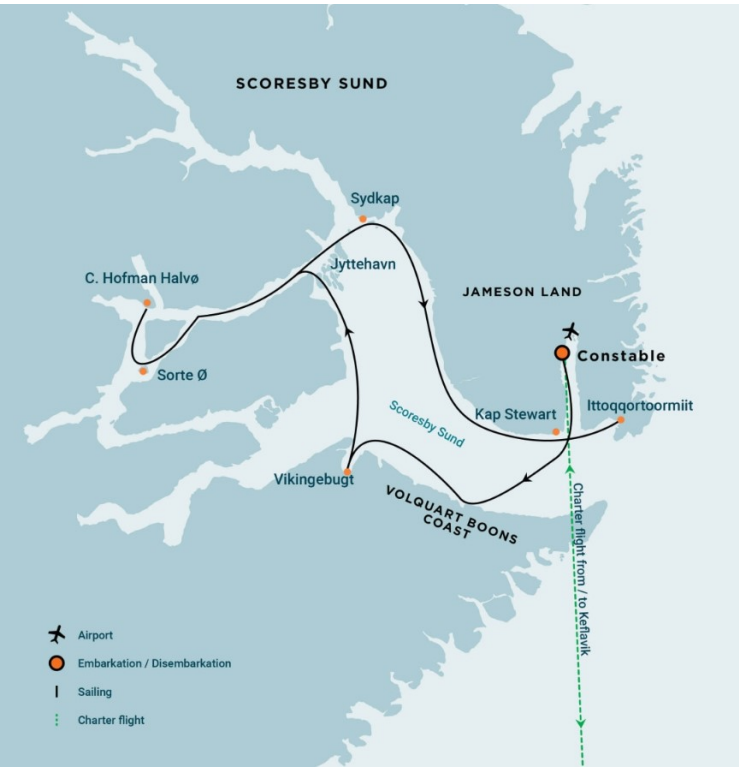 SCORESBY SUND
Sydkap
Jyttehavn
C. Hofman Halvø
JAMESON LAND
Constable
Sorte Ø
Scoresby Sund
Kap Stewart
Ittoqqortoormiit
Vikingebugt
VOLQUART BOONS
COAST
Charter flight from / to Keflavik
Airport
Embarkation / Disembarkation
Sailing
Charter flight